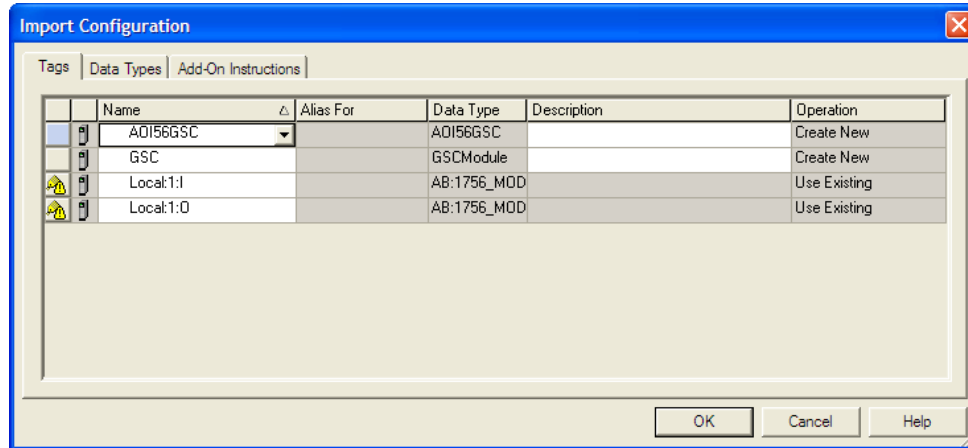 Import Configuration
Tags Data Types Add-On Instructions
Name Alias For Data Type Description Operation
AOI56GSC AOI56GSC Create New
GSC GSCModule Create New
Local:1:I AB:1756_MOD Use Existing
Local:1:O AB:1756_MOD Use Existing
OK Cancel Help